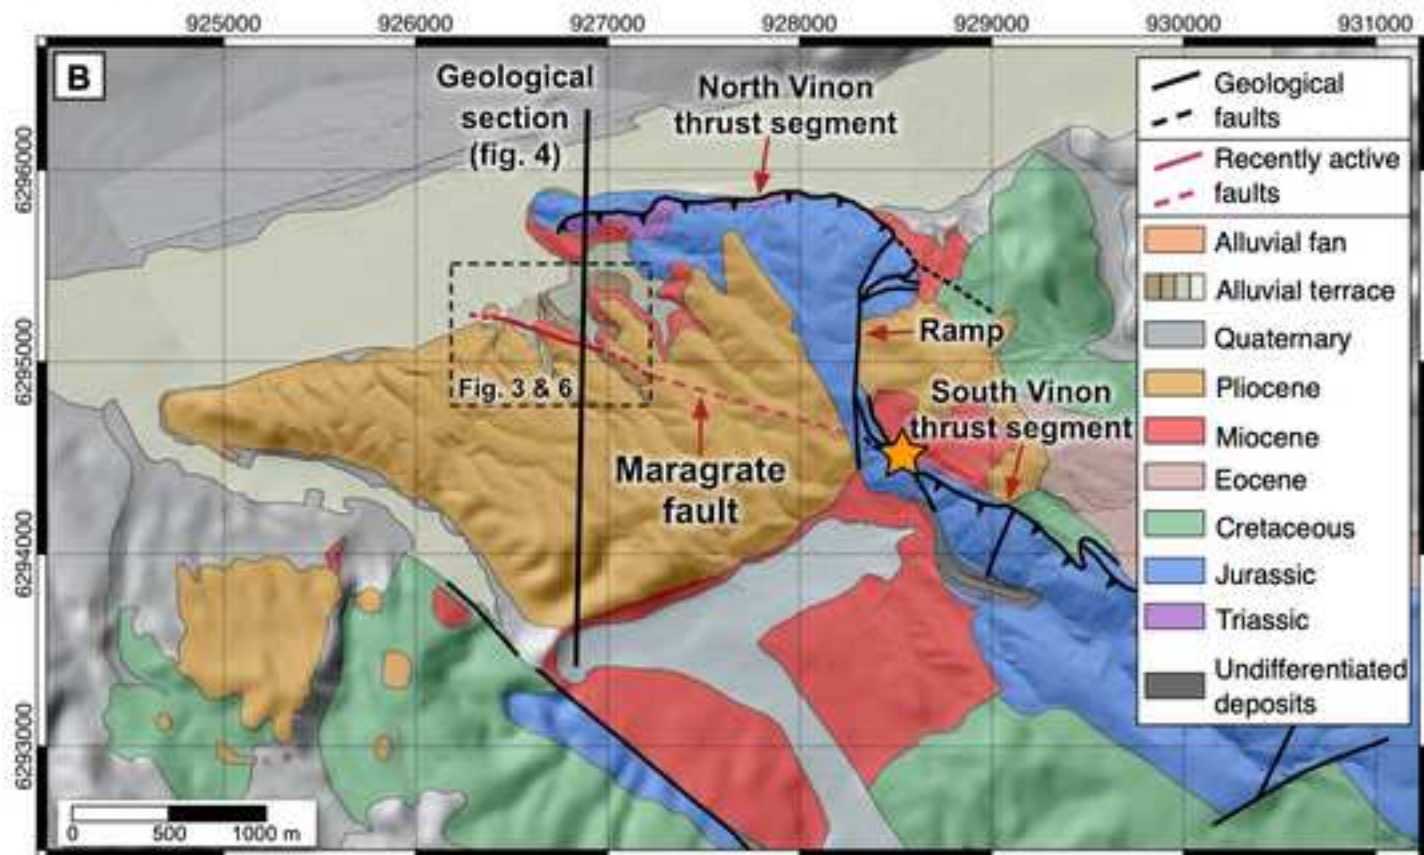 925000 926000 927000 928000 929000 930000 931000
B
Geological
section
(fig. 4)
North Vinon
thrust segment
Ramp
South Vinon
thrust segment
Fig. 3 & 6
Maragrate
fault
6296000
6295000
6294000
6293000
0 500 1000 m
Geological
faults
Recently active
faults
Alluvial fan
Alluvial terrace
Quaternary
Pliocene
Miocene
Eocene
Cretaceous
Jurassic
Triassic
Undifferentiated
deposits